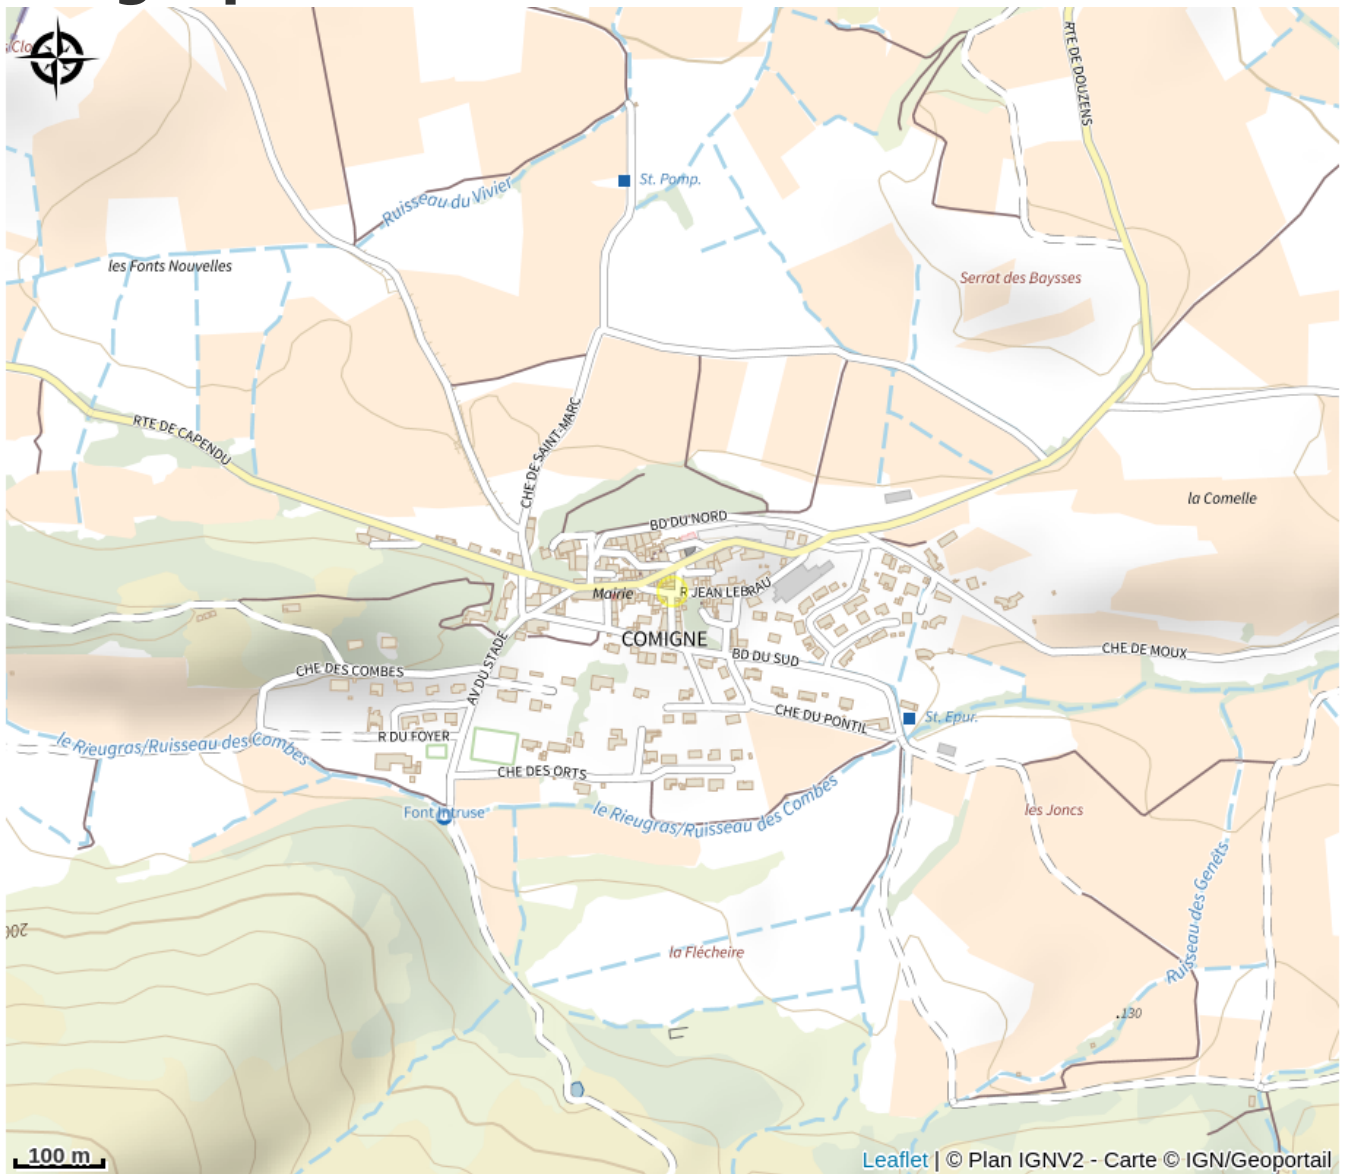 RTE DE DOUZENS
St. Pomp.
Ruisseau du Vivier
les Fonts Nouvelles
Serrat des Baysses
RTE DE CAPENDU
CHE DE SAINT-MARC
la Comelle
BD DU NORD
Mairie
R JEAN LEBRAU
COMIGNE
CHE DE MOUX
BD DU SUD
CHE DES COMBES
AV DU STADE
CHE DU PONTIL
St. Epur.
R DU FOYER
le Rieugras/Ruisseau des Combes
CHE DES ORTS
Font Intruse
le Rieugras/Ruisseau des Combes
les Joncs
Ruisseau des Genêts
200
la Flécheire
.130
100 m
Leaflet | © Plan IGNV2 - Carte © IGN/Geoportail